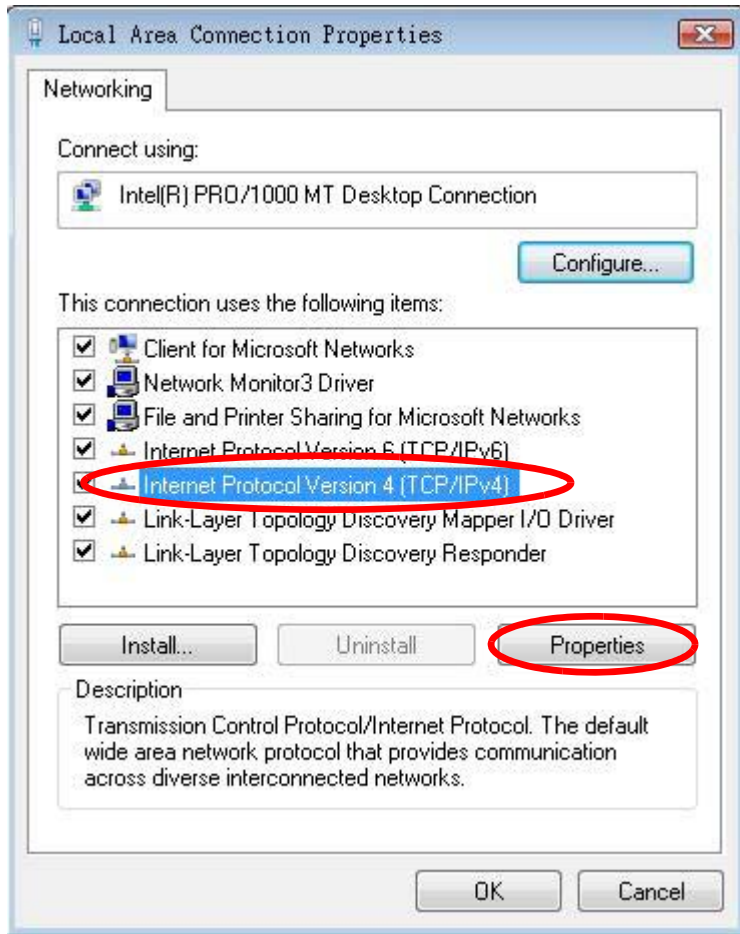 Local Area Connection Properties
Networking
Connect using:
Intel(R) PRO/1000 MT Desktop Connection
Configure...
This connection uses the following items:
Client for Microsoft Networks
Network Monitor3 Driver
File and Printer Sharing for Microsoft Networks
Internet Protocol Version 6 (TCP/IPv6)
Internet Protocol Version 4 (TCP/IPv4)
Link-Layer Topology Discovery Mapper I/O Driver
Link-Layer Topology Discovery Responder
Install... Uninstall Properties
Description
Transmission Control Protocol/Internet Protocol. The default
wide area network protocol that provides communication
across diverse interconnected networks.
OK Cancel